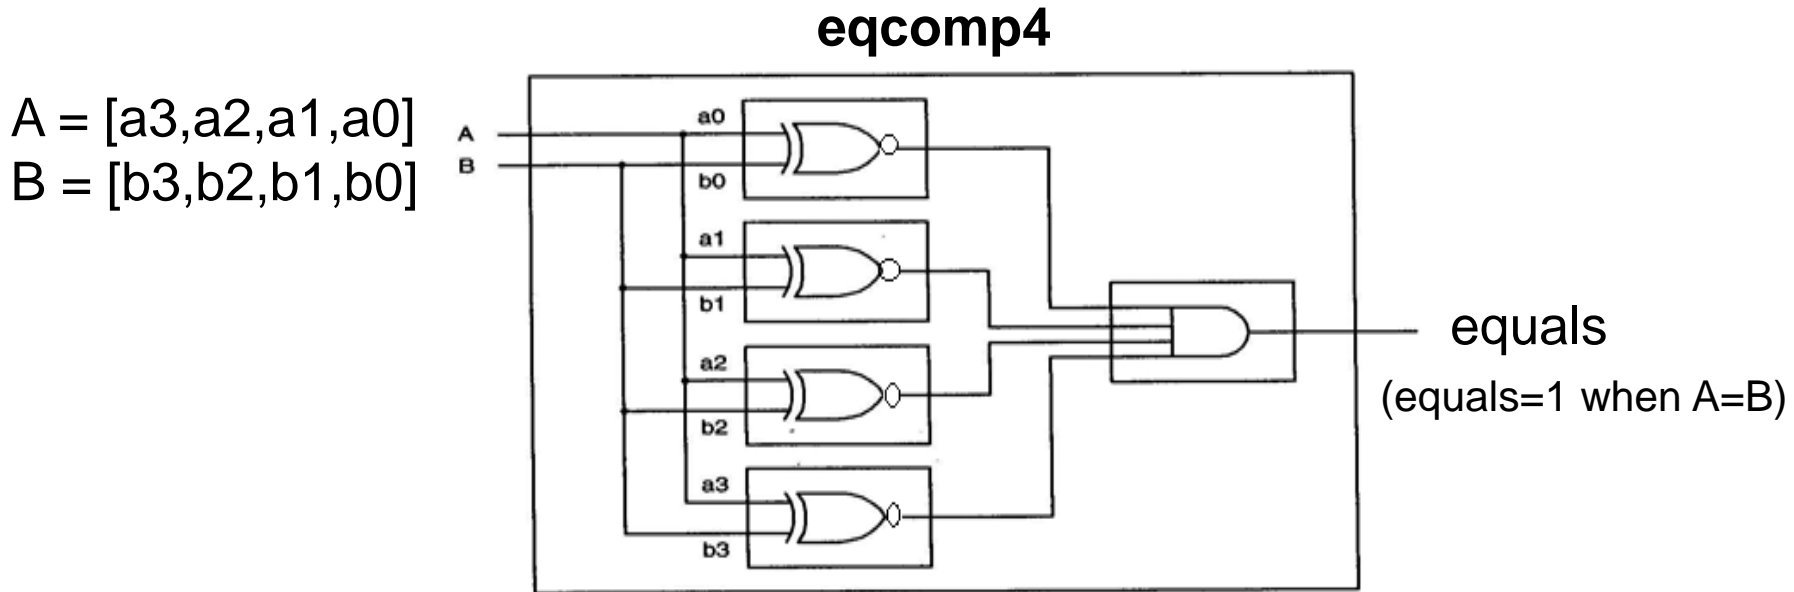 eqcomp4
A = [a3,a2,a1,a0]
B = [b3,b2,b1,b0]
A
B
a0
b0
a1
b1
a2
b2
a3
b3
equals
(equals=1 when A=B)